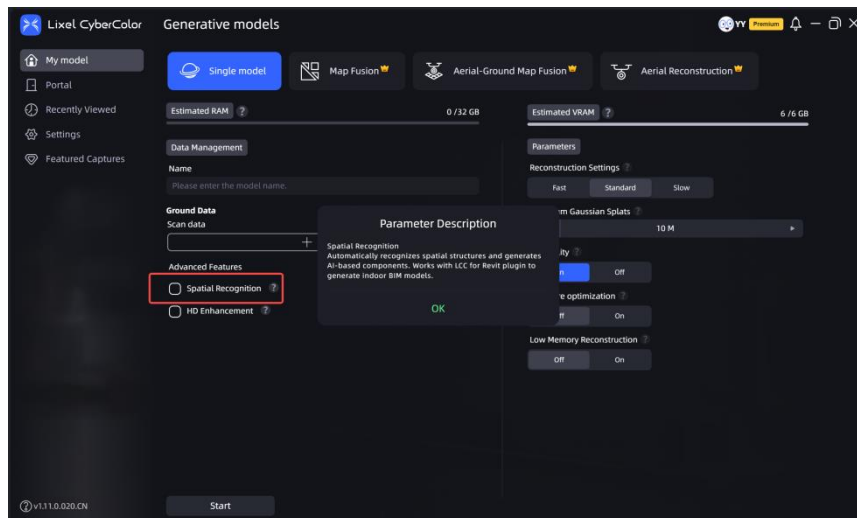 Lixel CyberColor
Generative models
YY Premium
My model
Portal
Recently Viewed
Settings
Featured Captures
Single model
Map Fusion
Aerial-Ground Map Fusion
Aerial Reconstruction
Estimated RAM ?
0 /32 GB
Estimated VRAM ?
6 /6 GB
Data Management
Name
Please enter the model name.
Ground Data
Scan data
+
Advanced Features
Spatial Recognition ?
HD Enhancement ?
Parameters
Reconstruction Settings ?
Fast Standard Slow
m Gaussian Splats ?
10 M
ity ?
n Off
e optimization ?
ff On
Low Memory Reconstruction ?
Off On
Parameter Description
Spatial Recognition
Automatically recognizes spatial structures and generates
AI-based components. Works with LCC for Revit plugin to
generate indoor BIM models.
OK
v1.11.0.020.CN
Start